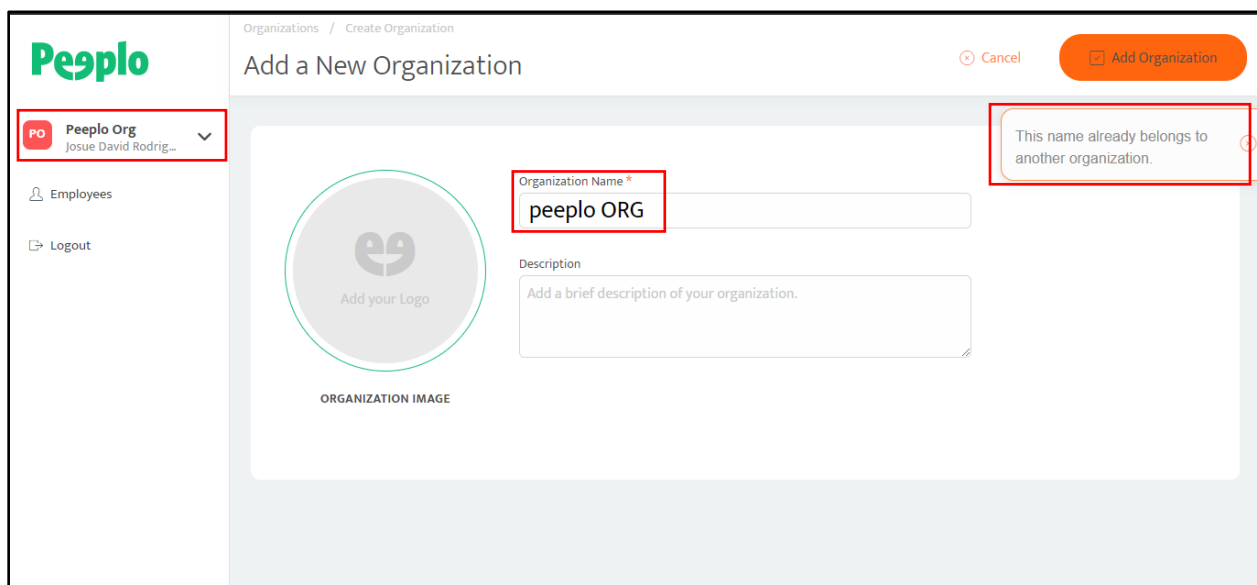 Peeplo
Organizations / Create Organization
Add a New Organization
Cancel
Add Organization
PO
Peeplo Org
Josue David Rodrig...
Employees
Logout
This name already belongs to
another organization.
Organization Name *
peeplo ORG
Description
Add a brief description of your organization.
Add your Logo
ORGANIZATION IMAGE